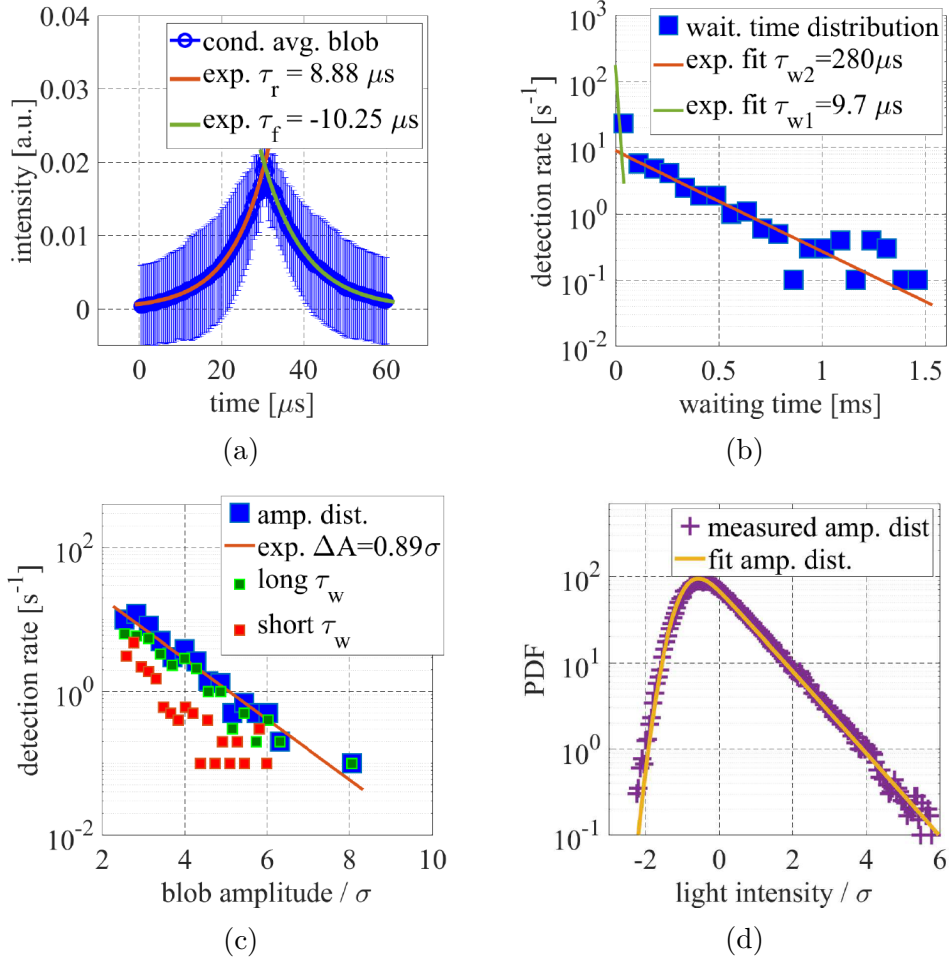 0.04
0.03
0.02
0.01
0
intensity [a.u.]
cond. avg. blob
exp. τr = 8.88 μs
exp. τf = -10.25 μs
0 20 40 60
time [μs]
(a)
10³
10²
10¹
10⁰
10⁻¹
10⁻²
detection rate [s⁻¹]
wait. time distribution
exp. fit τw2=280μs
exp. fit τw1=9.7 μs
0 0.5 1 1.5
waiting time [ms]
(b)
10²
10⁰
10⁻²
detection rate [s⁻¹]
amp. dist.
exp. ΔA=0.89σ
long τw
short τw
2 4 6 8 10
blob amplitude / σ
(c)
10²
10¹
10⁰
10⁻¹
PDF
measured amp. dist
fit amp. dist.
-2 0 2 4 6
light intensity / σ
(d)